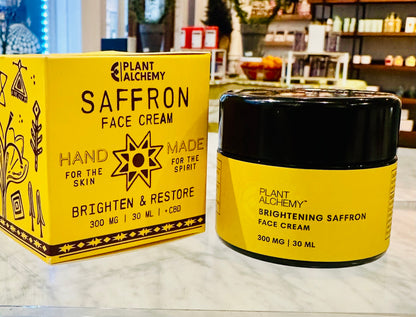 PLANT
ALCHEMY
SAFFRON
FACE CREAM
HAND MADE
FOR THE SKIN FOR THE SPIRIT
BRIGHTEN & RESTORE
300 MG | 30 ML | +CBD
PLANT
ALCHEMY™
BRIGHTENING SAFFRON
FACE CREAM
300 MG | 30 ML